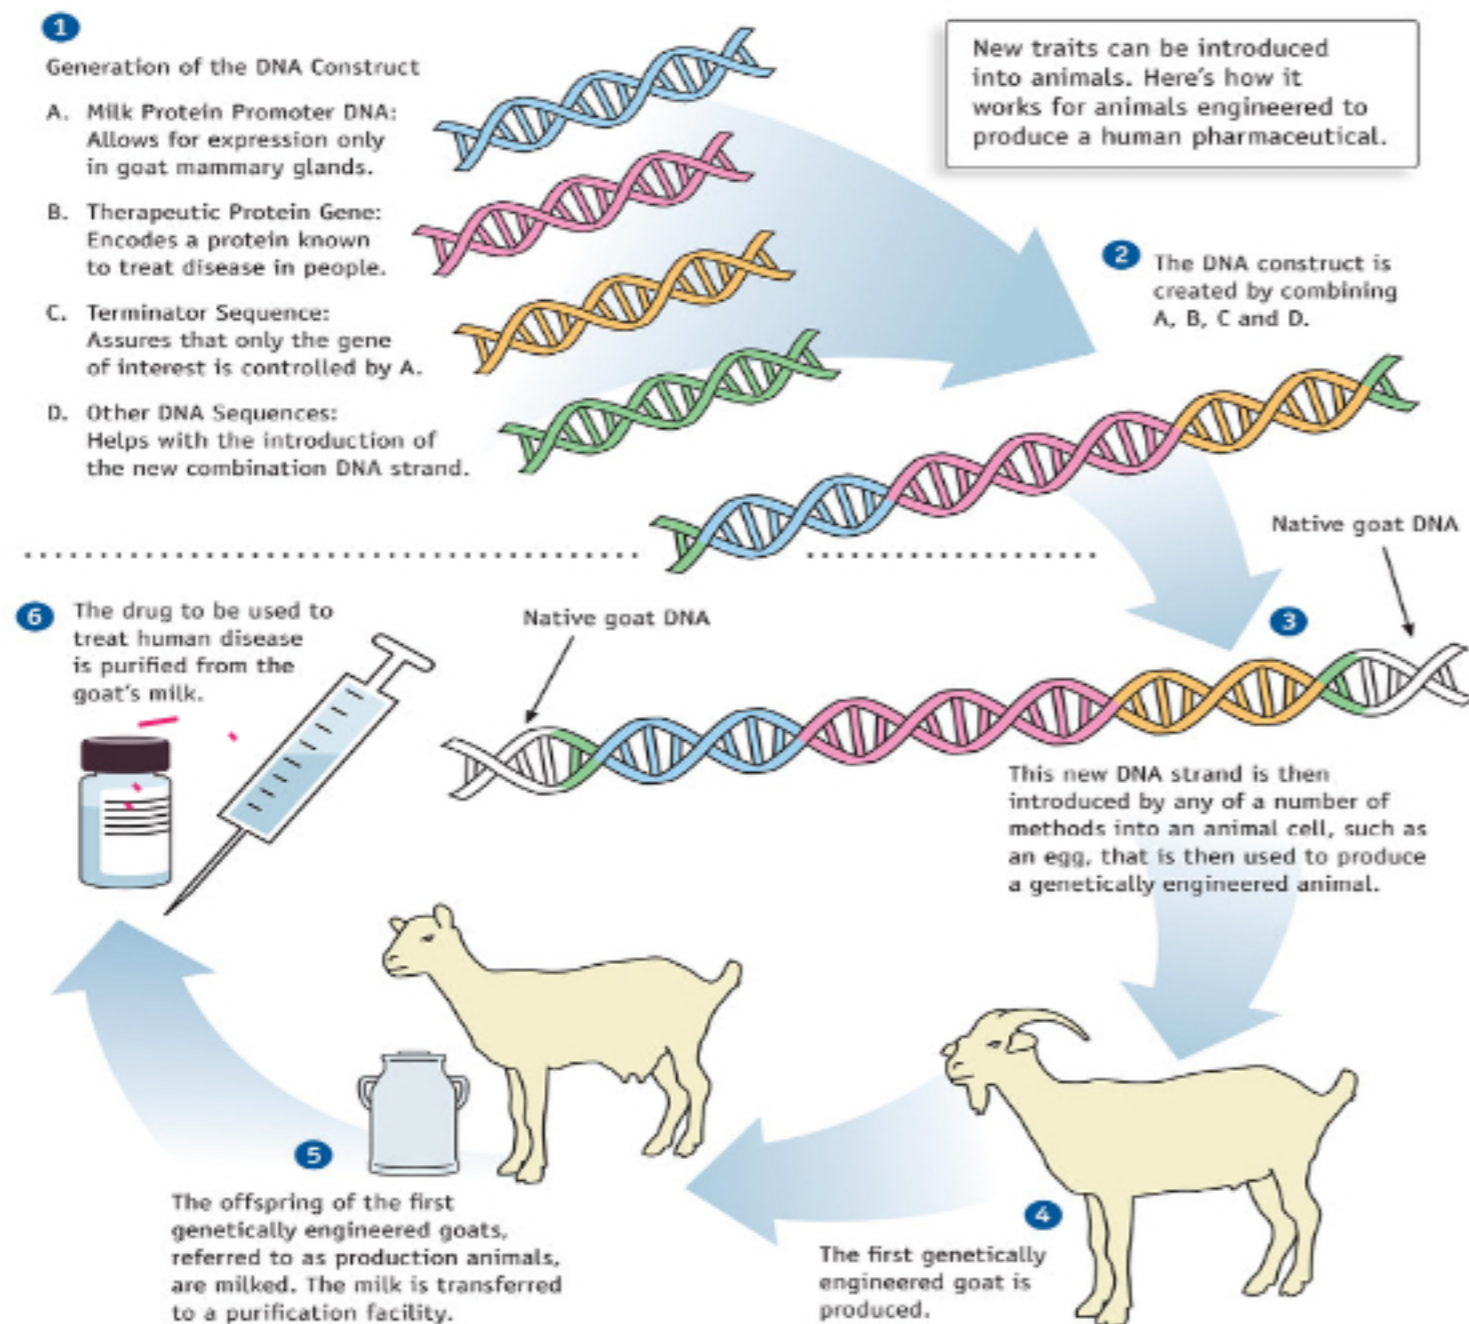 1
Generation of the DNA Construct
A. Milk Protein Promoter DNA:
Allows for expression only
in goat mammary glands.
B. Therapeutic Protein Gene:
Encodes a protein known
to treat disease in people.
C. Terminator Sequence:
Assures that only the gene
of interest is controlled by A.
D. Other DNA Sequences:
Helps with the introduction of
the new combination DNA strand.
New traits can be introduced
into animals. Here's how it
works for animals engineered to
produce a human pharmaceutical.
2
The DNA construct is
created by combining
A, B, C and D.
Native goat DNA
Native goat DNA
3
This new DNA strand is then
introduced by any of a number of
methods into an animal cell, such as
an egg, that is then used to produce
a genetically engineered animal.
4
The first genetically
engineered goat is
produced.
5
The offspring of the first
genetically engineered goats,
referred to as production animals,
are milked. The milk is transferred
to a purification facility.
6
The drug to be used to
treat human disease
is purified from the
goat's milk.